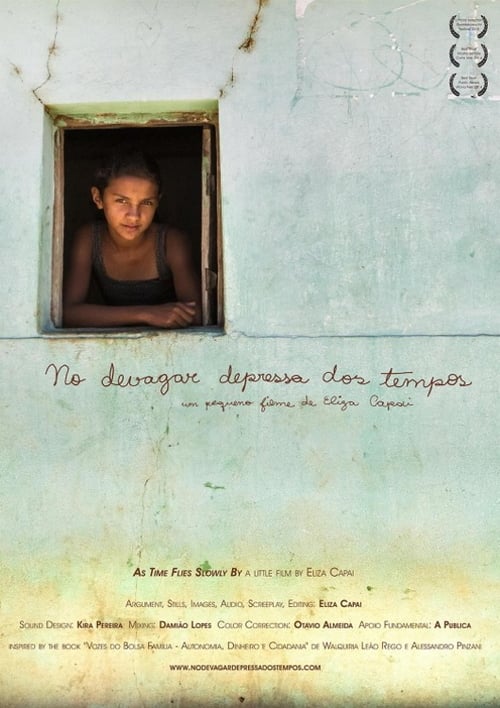 No devagar depressa dos tempos
um pequeno filme de Eliza Capai
As Time Flies Slowly By a little film by Eliza Capai
Argument, Stills, Images, Audio, Screeplay, Editing: Eliza Capai
Sound Design: Kira Pereira Mixing: Damião Lopes Color Correction: Otavio Almeida Apoio Fundamental: A Publica
inspired by the book "Vozes do Bolsa Família - Autonomia, Dinheiro e Cidadania" de Walquiria Leão Rego e Alessandro Pinzani
www.nodevagardepressadostempos.com